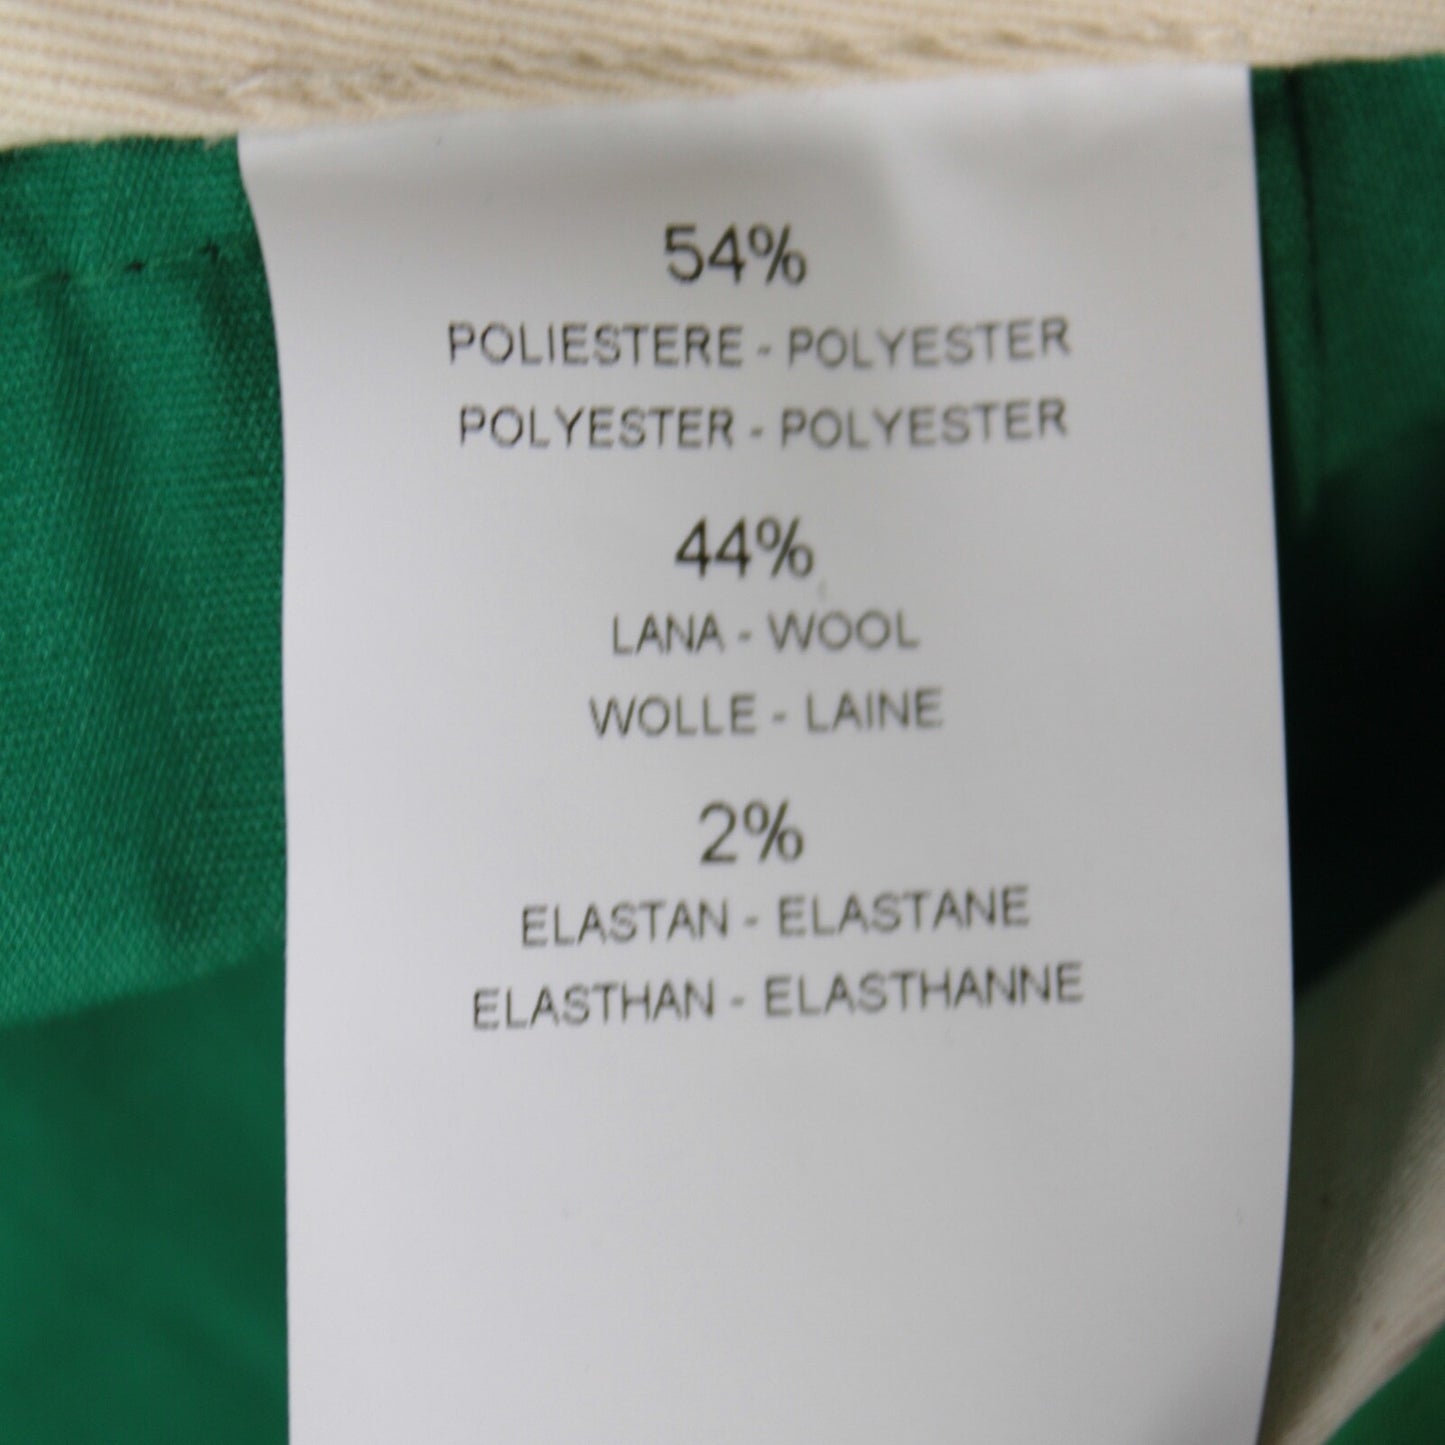 54%
POLIESTERE - POLYESTER
POLYESTER - POLYESTER
44%
LANA - WOOL
WOLLE - LAINE
2%
ELASTAN - ELASTANE
ELASTHAN - ELASTHANNE